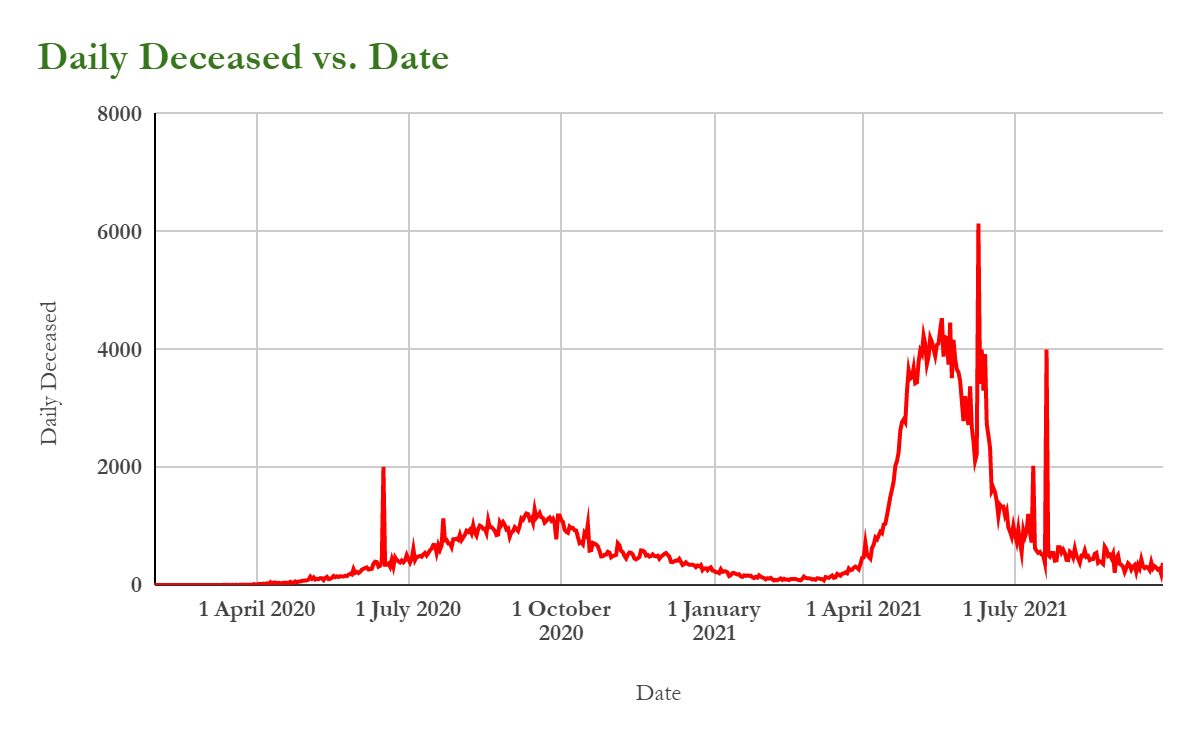 Daily Deceased vs. Date
8000
6000
4000
2000
0
Daily Deceased
1 April 2020
1 July 2020
1 October
2020
1 January
2021
1 April 2021
1 July 2021
Date